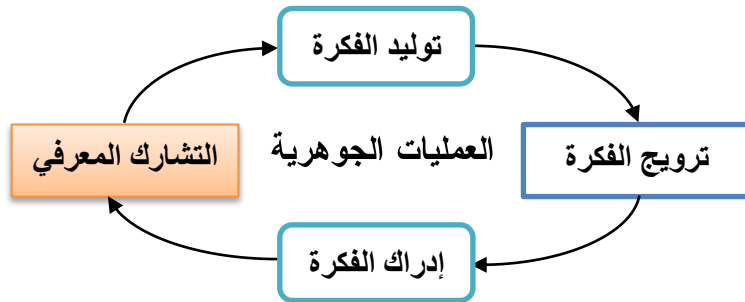 توليد الفكرة
ترويج الفكرة
العمليات الجوهرية
التشارك المعرفي
إدراك الفكرة